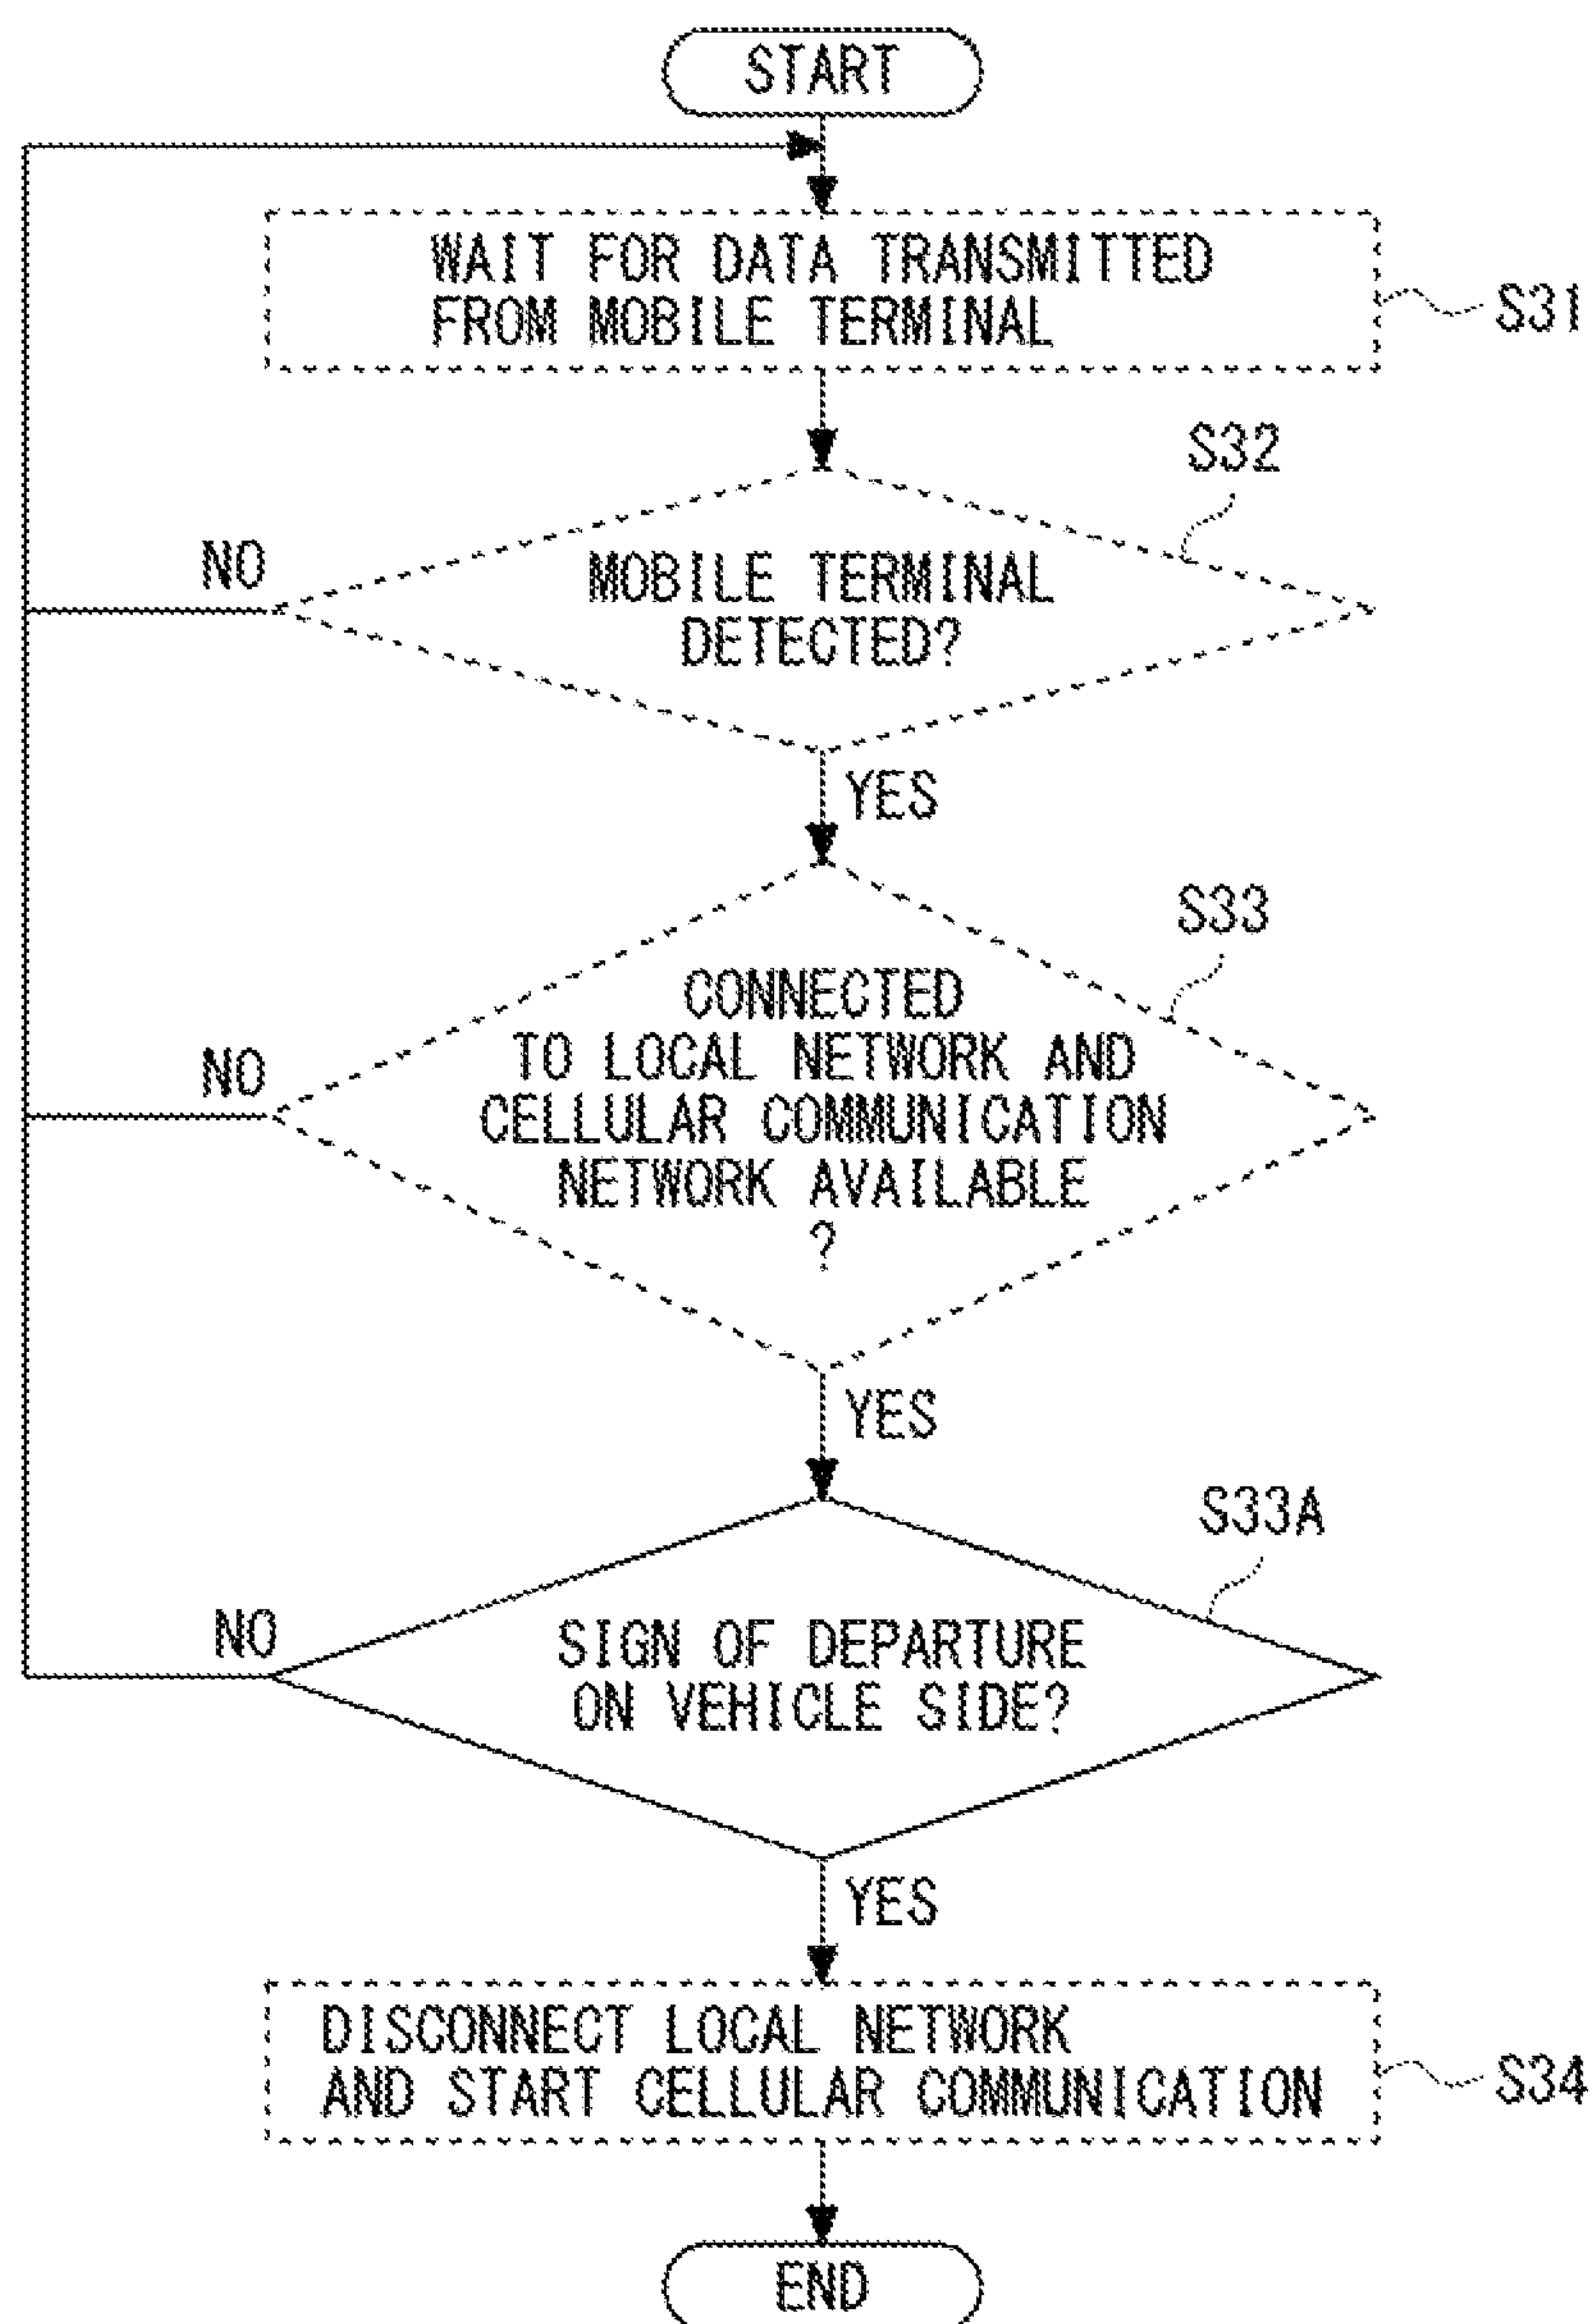 START
WAIT FOR DATA TRANSMITTED
FROM MOBILE TERMINAL
S31
S32
NO
MOBILE TERMINAL
DETECTED?
YES
S33
NO
CONNECTED
TO LOCAL NETWORK AND
CELLULAR COMMUNICATION
NETWORK AVAILABLE
?
YES
S33A
NO
SIGN OF DEPARTURE
ON VEHICLE SIDE?
YES
DISCONNECT LOCAL NETWORK
AND START CELLULAR COMMUNICATION
S34
END